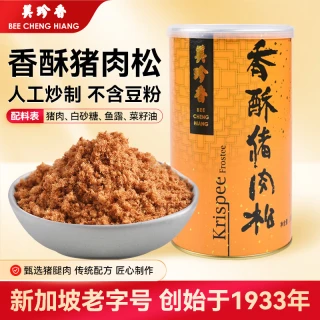 美珍香
BEE CHENG HIANG
香酥猪肉松
人工炒制 不含豆粉
配料表
猪肉、白砂糖、鱼露、菜籽油
美珍香
BEE
CHENG
HIANG
香酥猪肉松
Krispee
Frostee
甄选猪腿肉 传统配方 匠心制作
新加坡老字号 创始于1933年